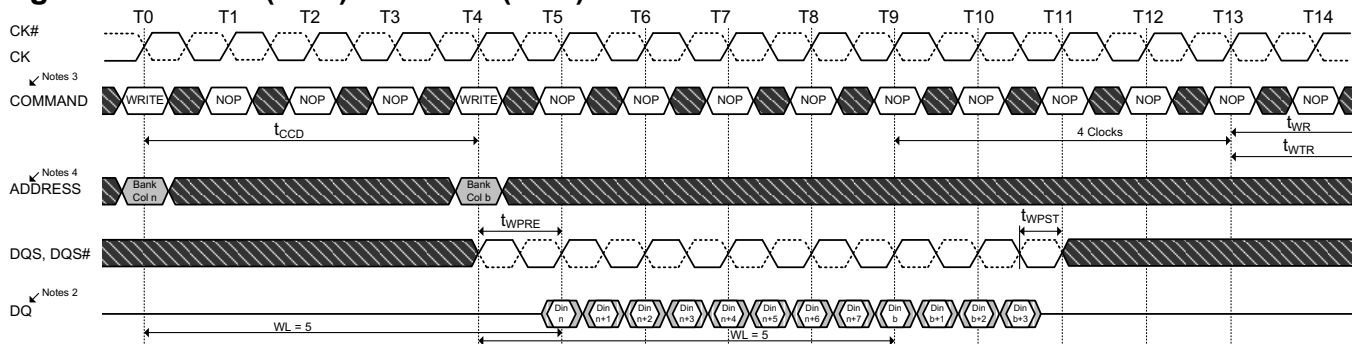 T0 T1 T2 T3 T4 T5 T6 T7 T8 T9 T10 T11 T12 T13 T14
CK#
CK
Notes 3
COMMAND WRITE NOP NOP NOP WRITE NOP NOP NOP NOP NOP NOP NOP NOP NOP NOP
tCCD 4 Clocks tWR
tWTR
Notes 4
ADDRESS Bank Col n Bank Col b
tWPRE tWPST
DQS, DQS#
Notes 2
DQ Din n Din n+1 Din n+2 Din n+3 Din n+4 Din n+5 Din n+6 Din n+7 Din b Din b+1 Din b+2 Din b+3
WL = 5 WL = 5